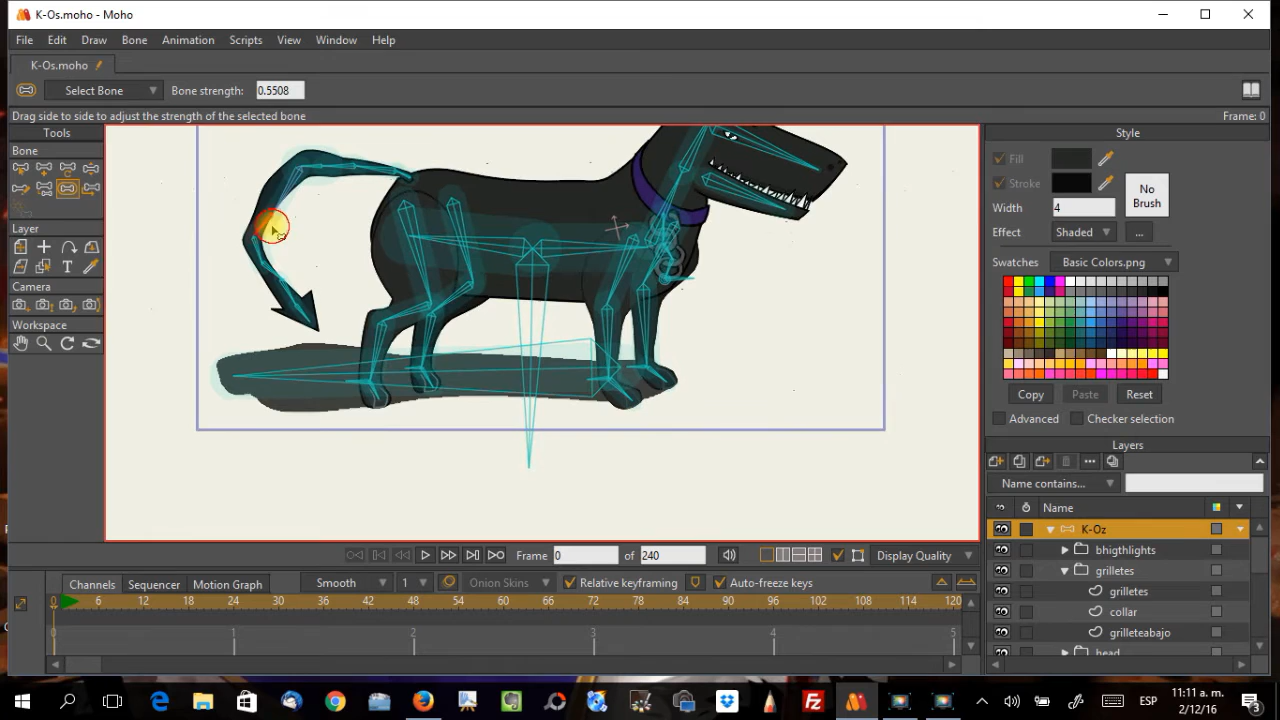 K-Os.moho - Moho
File Edit Draw Bone Animation Scripts View Window Help
K-Os.moho
Select Bone Bone strength: 0.5508
Drag side to side to adjust the strength of the selected bone Frame: 0
Tools
Bone
Layer
Camera
Workspace
Style
Fill
Stroke
No Brush
Width 4
Effect Shaded ...
Swatches Basic Colors.png
Copy Paste Reset
Advanced Checker selection
Layers
Name contains...
Name
K-Oz
bhigthlights
grilletes
grilletes
collar
grilleteabajo
head
Frame 0 of 240 Display Quality
Channels Sequencer Motion Graph Smooth 1 Onion Skins Relative keyframing Auto-freeze keys
0 6 12 18 24 30 36 42 48 54 60 66 72 78 84 90 96 102 108 114 120
0 1 2 3 4 5
ESP 11:11 a. m.
2/12/16
3